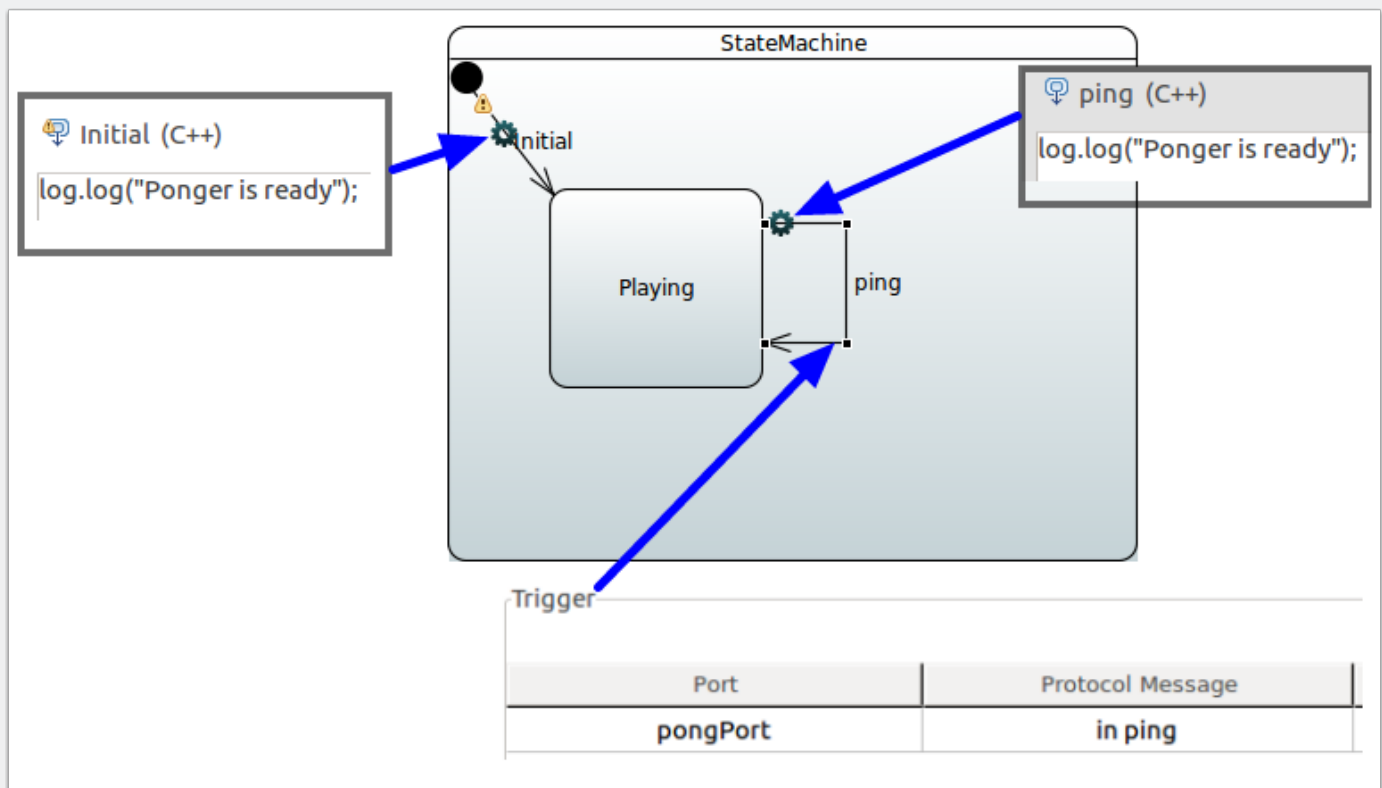 StateMachine
Initial (C++)
log.log("Ponger is ready");
Initial
ping (C++)
log.log("Ponger is ready");
Playing
ping
Trigger
Port Protocol Message
pongPort in ping